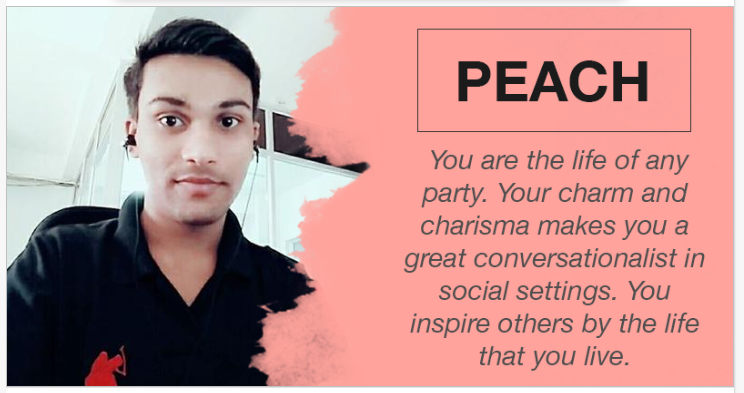 PEACH
You are the life of any
party. Your charm and
charisma makes you a
great conversationalist in
social settings. You
inspire others by the life
that you live.